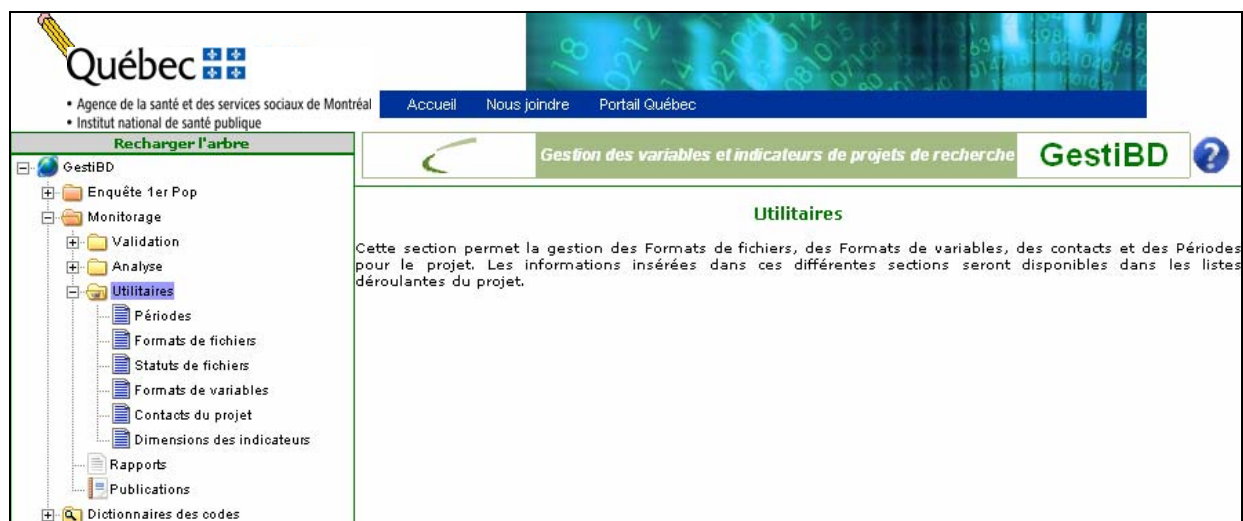 Québec
• Agence de la santé et des services sociaux de Montréal
• Institut national de santé publique
Accueil Nous joindre Portail Québec
Recharger l'arbre
GestiBD
Enquête 1er Pop
Monitorage
Validation
Analyse
Utilitaires
Périodes
Formats de fichiers
Statuts de fichiers
Formats de variables
Contacts du projet
Dimensions des indicateurs
Rapports
Publications
Dictionnaires des codes
Gestion des variables et indicateurs de projets de recherche
GestiBD
?
Utilitaires
Cette section permet la gestion des Formats de fichiers, des Formats de variables, des contacts et des Périodes
pour le projet. Les informations insérées dans ces différentes sections seront disponibles dans les listes
déroulantes du projet.